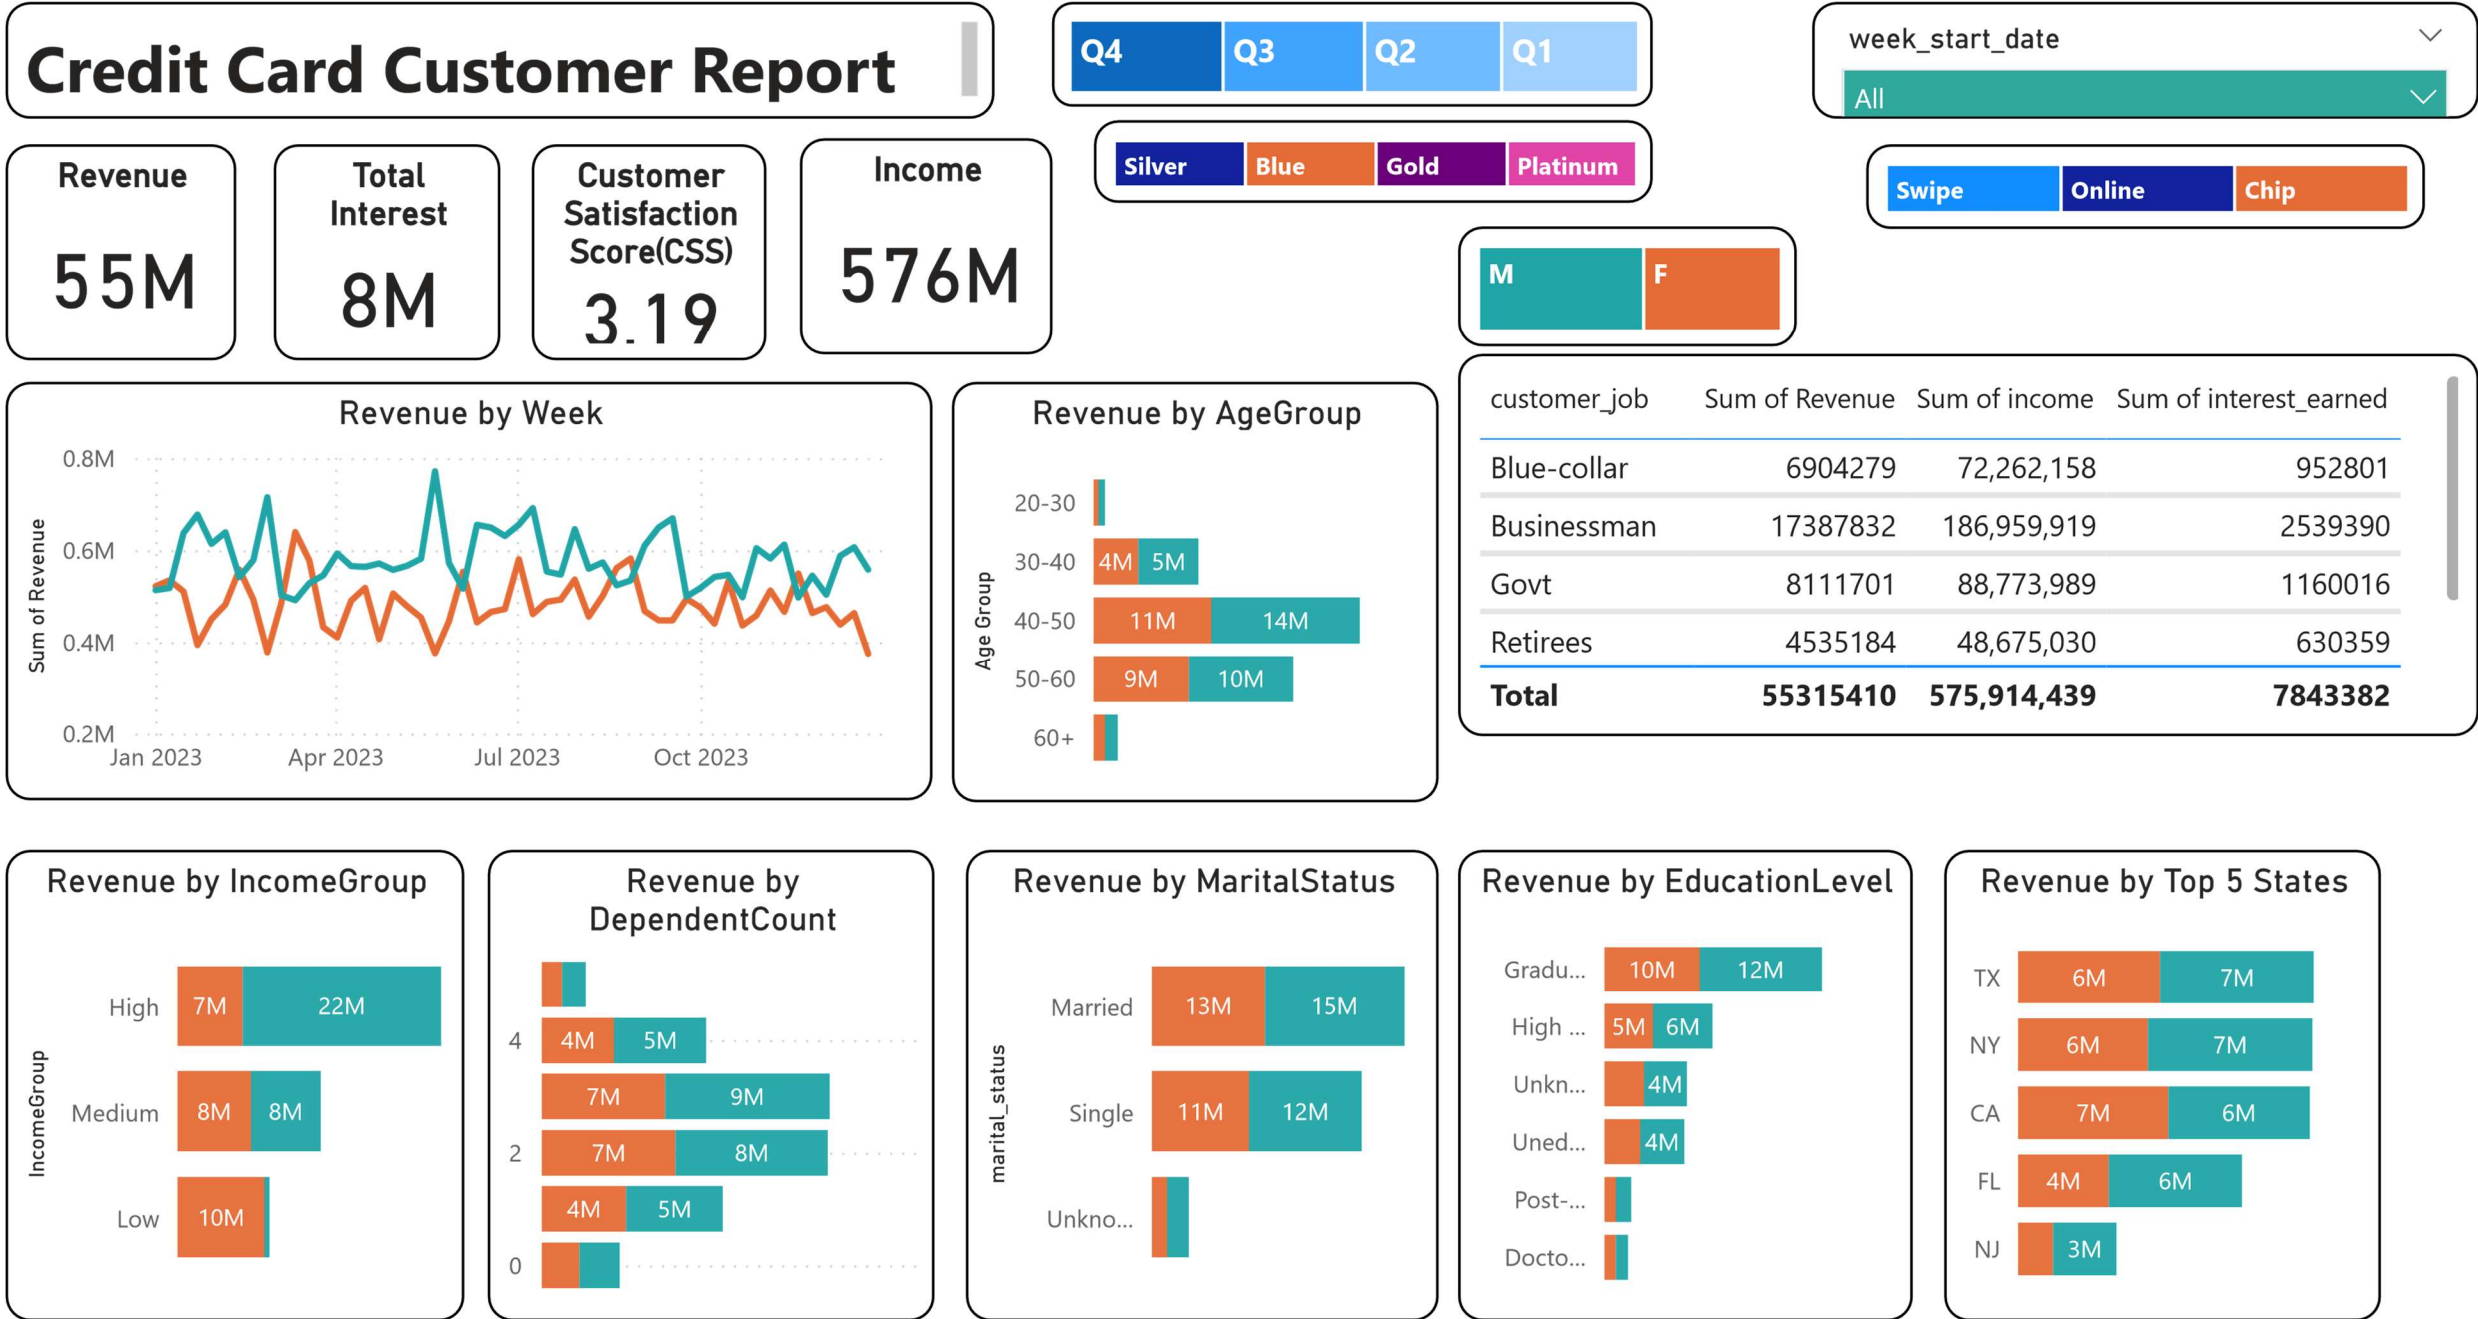 Credit Card Customer Report
Q4 Q3 Q2 Q1
week_start_date
All
Silver Blue Gold Platinum
Swipe Online Chip
M F
Revenue
55M
Total
Interest
8M
Customer
Satisfaction
Score(CSS)
3.19
Income
576M
Revenue by Week
Sum of Revenue
0.8M
0.6M
0.4M
0.2M
Jan 2023 Apr 2023 Jul 2023 Oct 2023
Revenue by AgeGroup
Age Group
20-30
30-40 4M 5M
40-50 11M 14M
50-60 9M 10M
60+
customer_job Sum of Revenue Sum of income Sum of interest_earned
Blue-collar 6904279 72,262,158 952801
Businessman 17387832 186,959,919 2539390
Govt 8111701 88,773,989 1160016
Retirees 4535184 48,675,030 630359
Total 55315410 575,914,439 7843382
Revenue by IncomeGroup
IncomeGroup
High 7M 22M
Medium 8M 8M
Low 10M
Revenue by
DependentCount
4 4M 5M
7M 9M
2 7M 8M
4M 5M
0
Revenue by MaritalStatus
marital_status
Married 13M 15M
Single 11M 12M
Unkno...
Revenue by EducationLevel
Gradu... 10M 12M
High ... 5M 6M
Unkn... 4M
Uned... 4M
Post-...
Docto...
Revenue by Top 5 States
TX 6M 7M
NY 6M 7M
CA 7M 6M
FL 4M 6M
NJ 3M